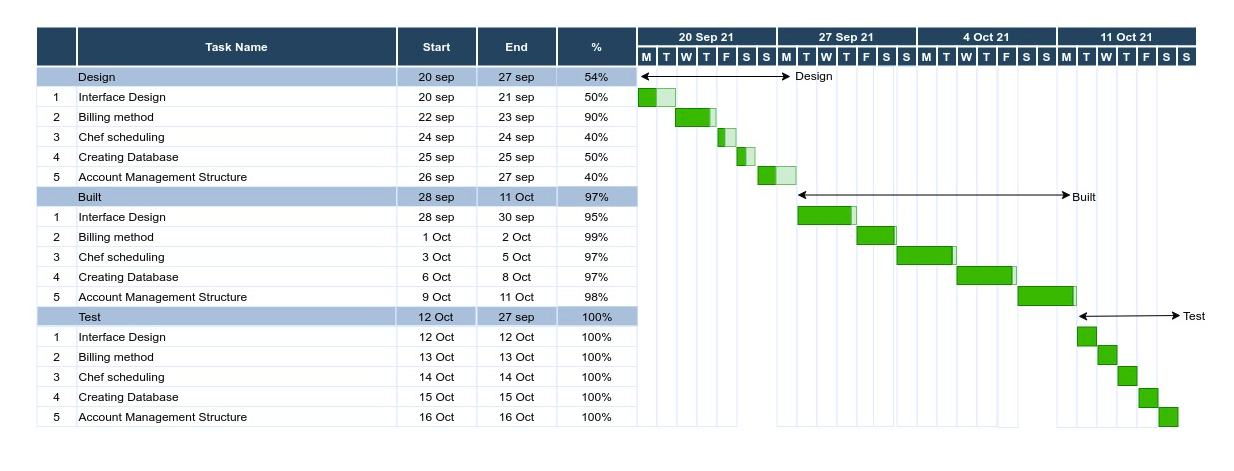 Task Name Start End % 20 Sep 21 27 Sep 21 4 Oct 21 11 Oct 21
M T W T F S S M T W T F S S M T W T F S S M T W T F S S
Design 20 sep 27 sep 54% Design
1 Interface Design 20 sep 21 sep 50%
2 Billing method 22 sep 23 sep 90%
3 Chef scheduling 24 sep 24 sep 40%
4 Creating Database 25 sep 25 sep 50%
5 Account Management Structure 26 sep 27 sep 40%
Built 28 sep 11 Oct 97% Built
1 Interface Design 28 sep 30 sep 95%
2 Billing method 1 Oct 2 Oct 99%
3 Chef scheduling 3 Oct 5 Oct 97%
4 Creating Database 6 Oct 8 Oct 97%
5 Account Management Structure 9 Oct 11 Oct 98%
Test 12 Oct 27 sep 100% Test
1 Interface Design 12 Oct 12 Oct 100%
2 Billing method 13 Oct 13 Oct 100%
3 Chef scheduling 14 Oct 14 Oct 100%
4 Creating Database 15 Oct 15 Oct 100%
5 Account Management Structure 16 Oct 16 Oct 100%